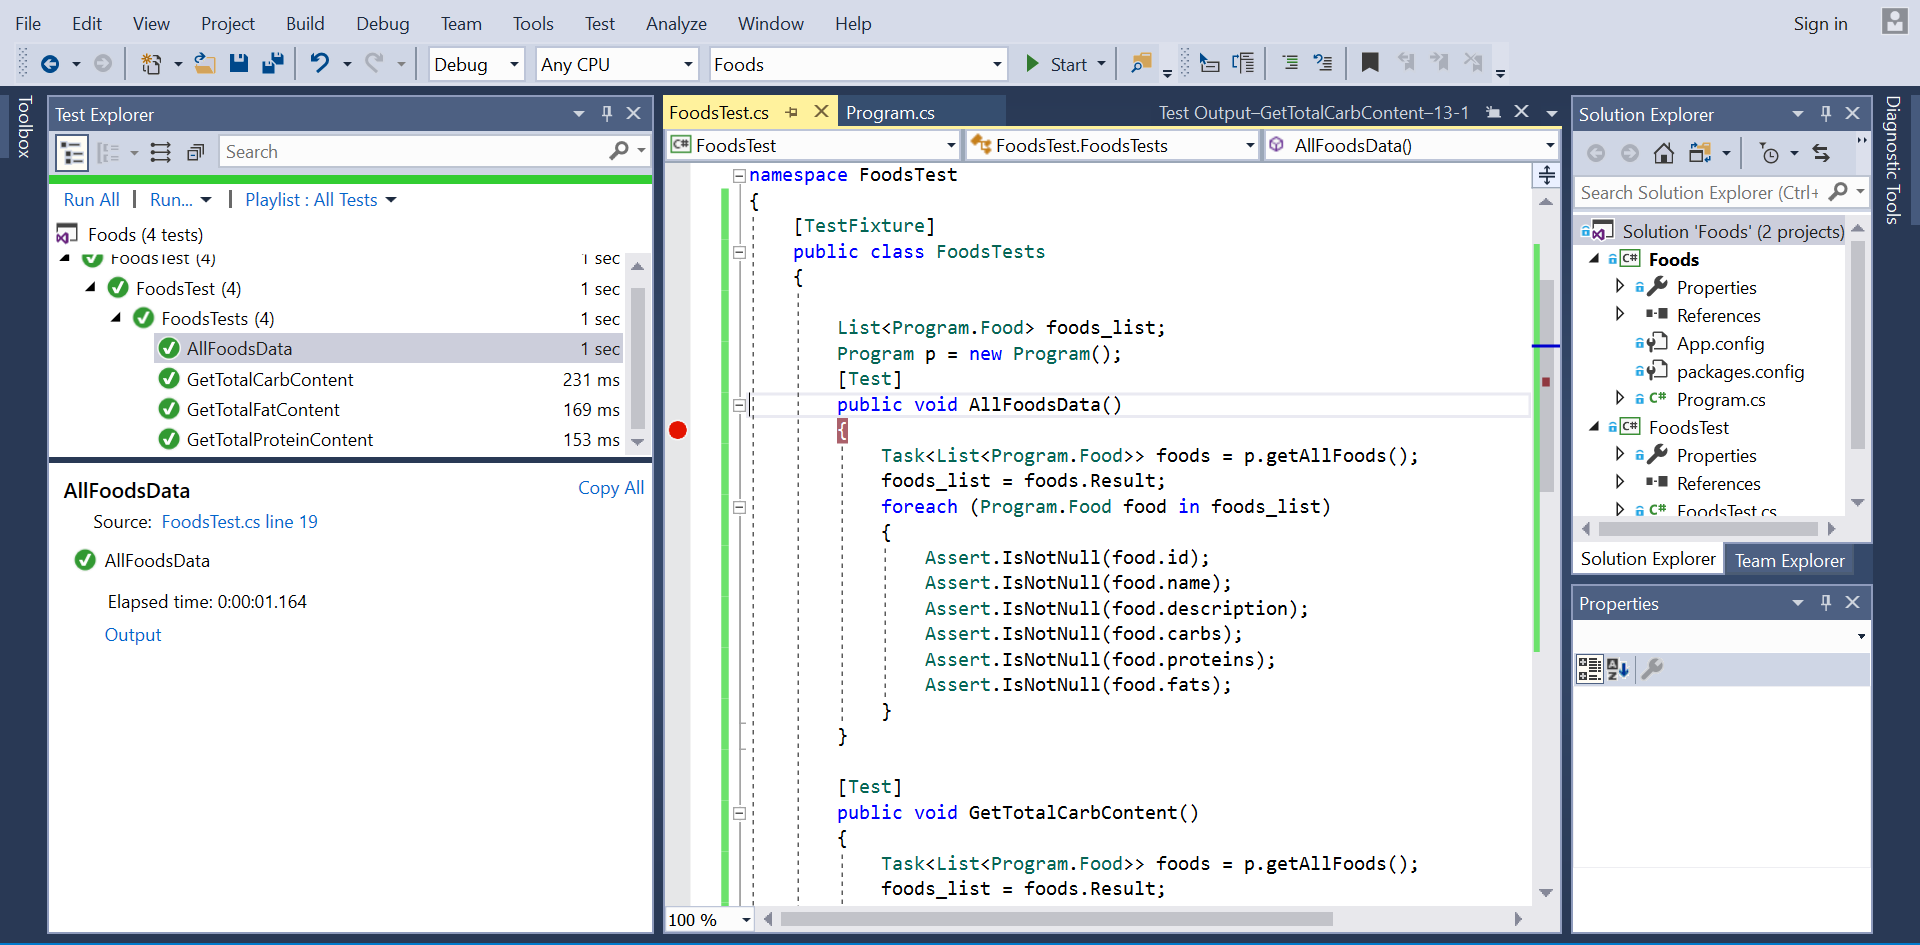 File Edit View Project Build Debug Team Tools Test Analyze Window Help Sign in
Debug Any CPU Foods Start
Toolbox
Test Explorer
Search
Run All | Run... | Playlist : All Tests
Foods (4 tests)
FoodsTest (4) 1 sec
FoodsTest (4) 1 sec
FoodsTests (4) 1 sec
AllFoodsData 1 sec
GetTotalCarbContent 231 ms
GetTotalFatContent 169 ms
GetTotalProteinContent 153 ms
AllFoodsData Copy All
Source: FoodsTest.cs line 19
AllFoodsData
Elapsed time: 0:00:01.164
Output
FoodsTest.cs Program.cs Test Output–GetTotalCarbContent–13-1
C# FoodsTest FoodsTest.FoodsTests AllFoodsData()
namespace FoodsTest
{
[TestFixture]
public class FoodsTests
{
List<Program.Food> foods_list;
Program p = new Program();
[Test]
public void AllFoodsData()
{
Task<List<Program.Food>> foods = p.getAllFoods();
foods_list = foods.Result;
foreach (Program.Food food in foods_list)
{
Assert.IsNotNull(food.id);
Assert.IsNotNull(food.name);
Assert.IsNotNull(food.description);
Assert.IsNotNull(food.carbs);
Assert.IsNotNull(food.proteins);
Assert.IsNotNull(food.fats);
}
}
[Test]
public void GetTotalCarbContent()
{
Task<List<Program.Food>> foods = p.getAllFoods();
foods_list = foods.Result;
100 %
Solution Explorer
Search Solution Explorer (Ctrl+
Solution 'Foods' (2 projects)
C# Foods
Properties
References
App.config
packages.config
C# Program.cs
C# FoodsTest
Properties
References
C# FoodsTest.cs
Solution Explorer Team Explorer
Properties
A
Z
Diagnostic Tools